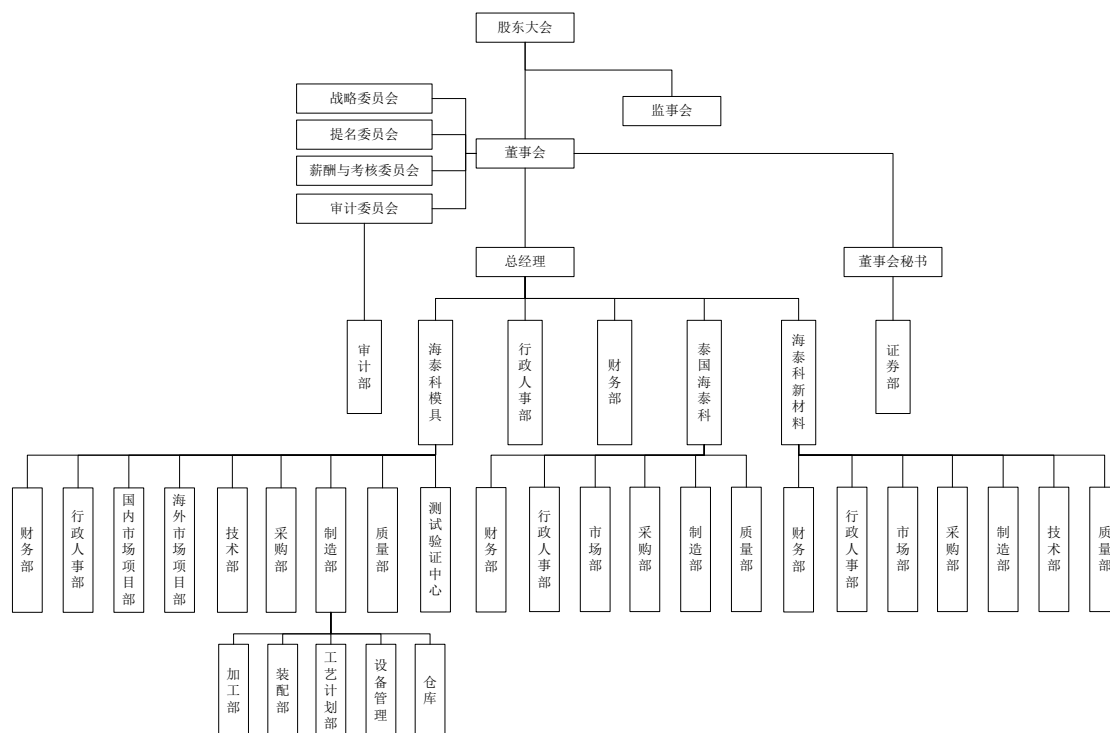 股东大会
战略委员会
监事会
提名委员会
董事会
薪酬与考核委员会
审计委员会
总经理
董事会秘书
审计部
海泰科模具
行政人事部
财务部
泰国海泰科
海泰科新材料
证券部
财务部
行政人事部
国内市场项目部
海外市场项目部
技术部
采购部
制造部
质量部
测试验证中心
财务部
行政人事部
市场部
采购部
制造部
质量部
财务部
行政人事部
市场部
采购部
制造部
技术部
质量部
加工部
装配部
工艺计划部
设备管理
仓库